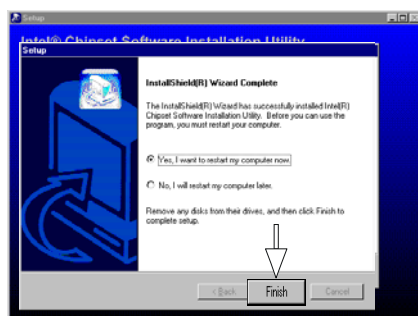 Setup
Intel® Chipset Software Installation Utility
Setup
InstallShield(R) Wizard Complete
The InstallShield(R) Wizard has successfully installed Intel(R)
Chipset Software Installation Utility. Before you can use the
program, you must restart your computer.
Yes, I want to restart my computer now.
No, I will restart my computer later.
Remove any disks from their drives, and then click Finish to
complete setup.
< Back Finish Cancel